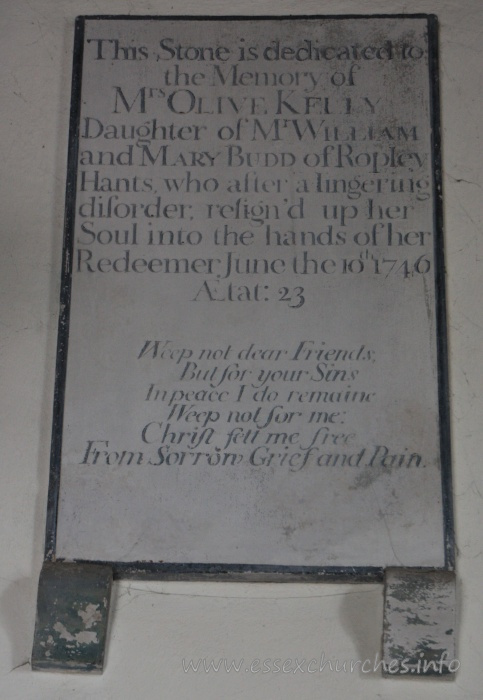 This Stone is dedicated to
the Memory of
Mrs OLIVE KELLY
Daughter of Mr WILLIAM
and MARY BUDD of Ropley
Hants, who after a lingering
diſorder, reſign'd up her
Soul into the hands of her
Redeemer June the 10th 1746
Ætat: 23
Weep not dear Friends,
But for your Sins
In peace I do remaine
Weep not for me:
Chriſt ſett me free
From Sorrow Grief and Pain.
www.essexchurches.info